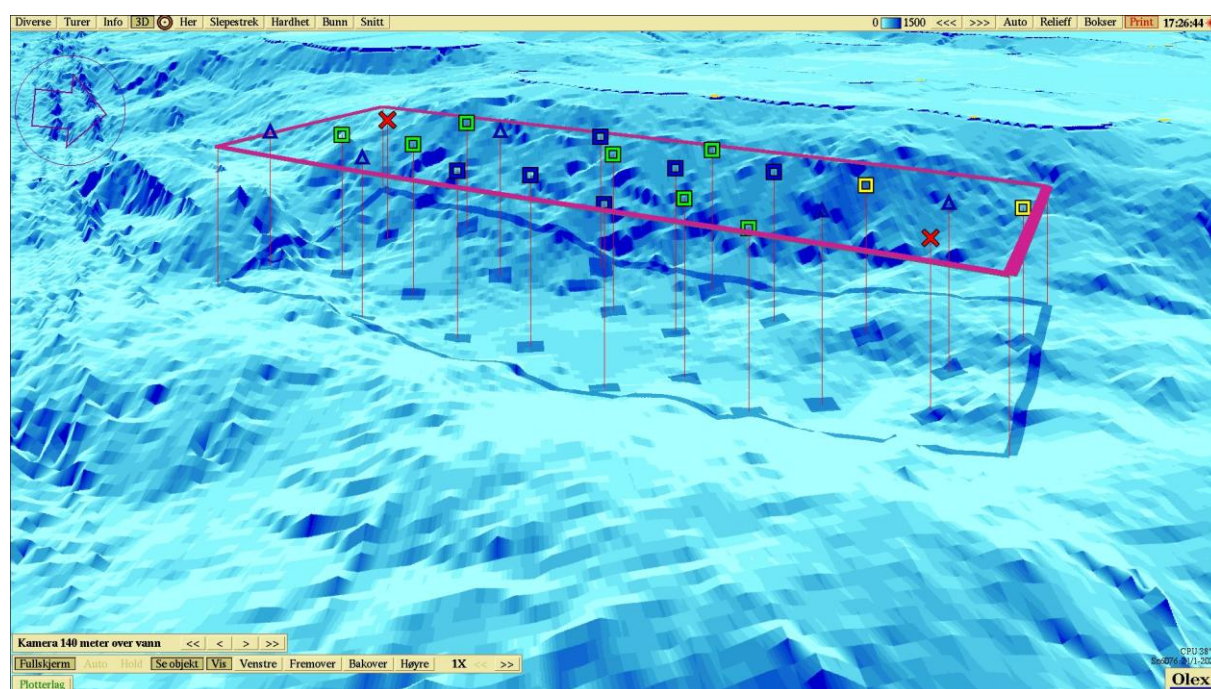 Diverse Turer Info 3D Her Slepestrek Hardhet Bunn Snitt 0 1500 <<< >>> Auto Relieff Bokser Print 17:26:44
Kamera 140 meter over vann << < > >>
Fullskjerm Auto Hold Se objekt Vis Venstre Fremover Bakover Høyre 1X << >>
Plotterlag
CPU 38°
Olex